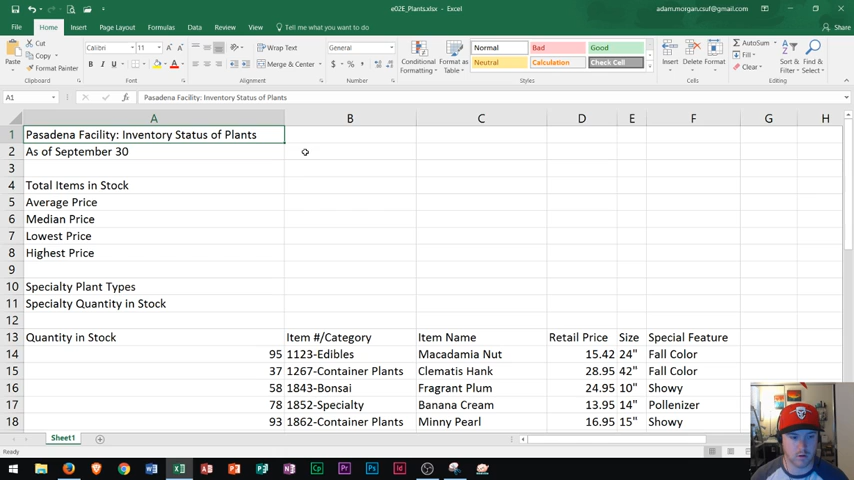 e02E_Plants.xlsx - Excel
adam.morgan.csuf@gmail.com
File Home Insert Page Layout Formulas Data Review View Tell me what you want to do Share
Cut
Copy
Format Painter
Paste
Clipboard
Calibri 11
B I U
Font
Wrap Text
Merge & Center
Alignment
General
$ % ,
Number
Conditional Formatting
Format as Table
Normal Bad Good
Neutral Calculation Check Cell
Styles
Insert Delete Format
Cells
AutoSum
Fill
Clear
Sort & Filter
Find & Select
Editing
A1 fx Pasadena Facility: Inventory Status of Plants
A B C D E F G H
1 Pasadena Facility: Inventory Status of Plants
2 As of September 30
3
4 Total Items in Stock
5 Average Price
6 Median Price
7 Lowest Price
8 Highest Price
9
10 Specialty Plant Types
11 Specialty Quantity in Stock
12
13 Quantity in Stock Item #/Category Item Name Retail Price Size Special Feature
14 95 1123-Edibles Macadamia Nut 15.42 24" Fall Color
15 37 1267-Container Plants Clematis Hank 28.95 42" Fall Color
16 58 1843-Bonsai Fragrant Plum 24.95 10" Showy
17 78 1852-Specialty Banana Cream 13.95 14" Pollenizer
18 93 1862-Container Plants Minny Pearl 16.95 15" Showy
Sheet1
Ready